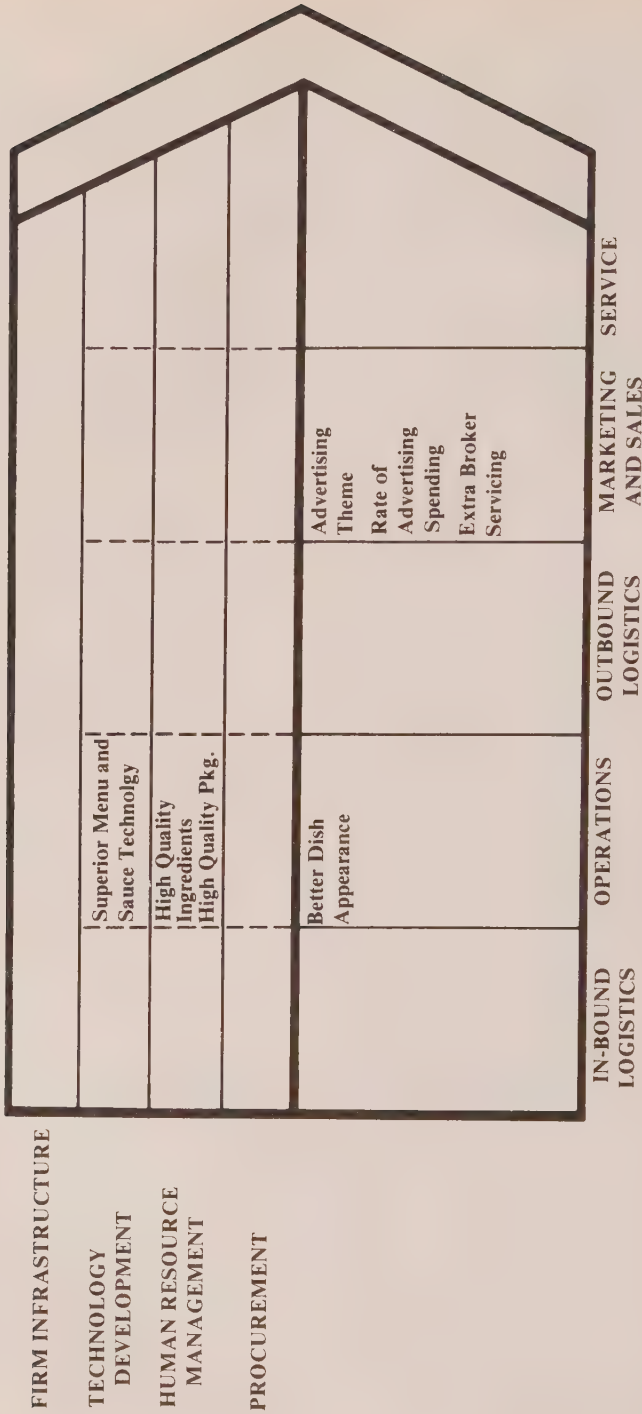 FIRM INFRASTRUCTURE
TECHNOLOGY
DEVELOPMENT
HUMAN RESOURCE
MANAGEMENT
PROCUREMENT
Superior Menu and
Sauce Technolgy
High Quality
Ingredients
High Quality Pkg.
Better Dish
Appearance
Advertising
Theme
Rate of
Advertising
Spending
Extra Broker
Servicing
IN-BOUND
LOGISTICS
OPERATIONS
OUTBOUND
LOGISTICS
MARKETING
AND SALES
SERVICE